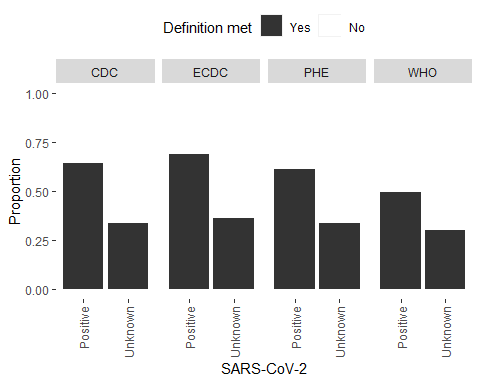 Definition met Yes No
CDC ECDC PHE WHO
1.00
0.75
0.50
0.25
0.00
Proportion
Positive Unknown Positive Unknown Positive Unknown Positive Unknown
SARS-CoV-2